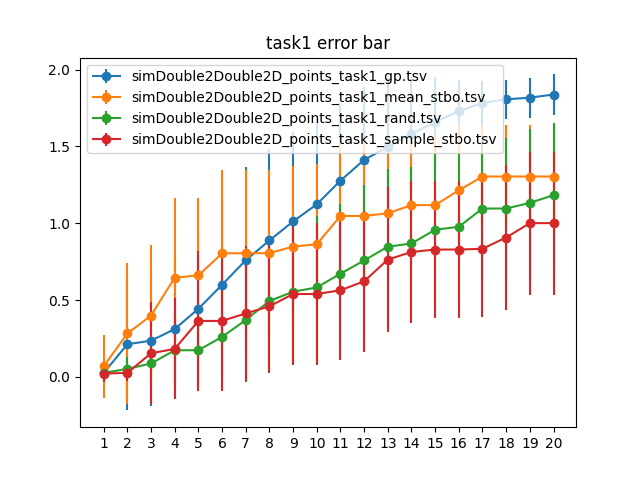 task1 error bar
simDouble2Double2D_points_task1_gp.tsv
simDouble2Double2D_points_task1_mean_stbo.tsv
simDouble2Double2D_points_task1_rand.tsv
simDouble2Double2D_points_task1_sample_stbo.tsv
2.0
1.5
1.0
0.5
0.0
1 2 3 4 5 6 7 8 9 10 11 12 13 14 15 16 17 18 19 20